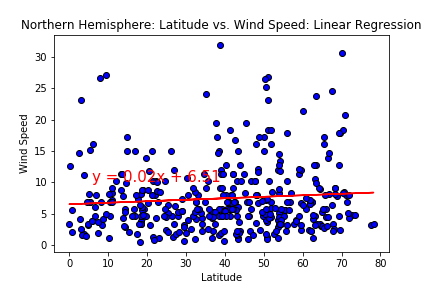 Northern Hemisphere: Latitude vs. Wind Speed: Linear Regression
Wind Speed
30
25
20
15
10
5
0
y = 0.02x + 6.51
0 10 20 30 40 50 60 70 80
Latitude